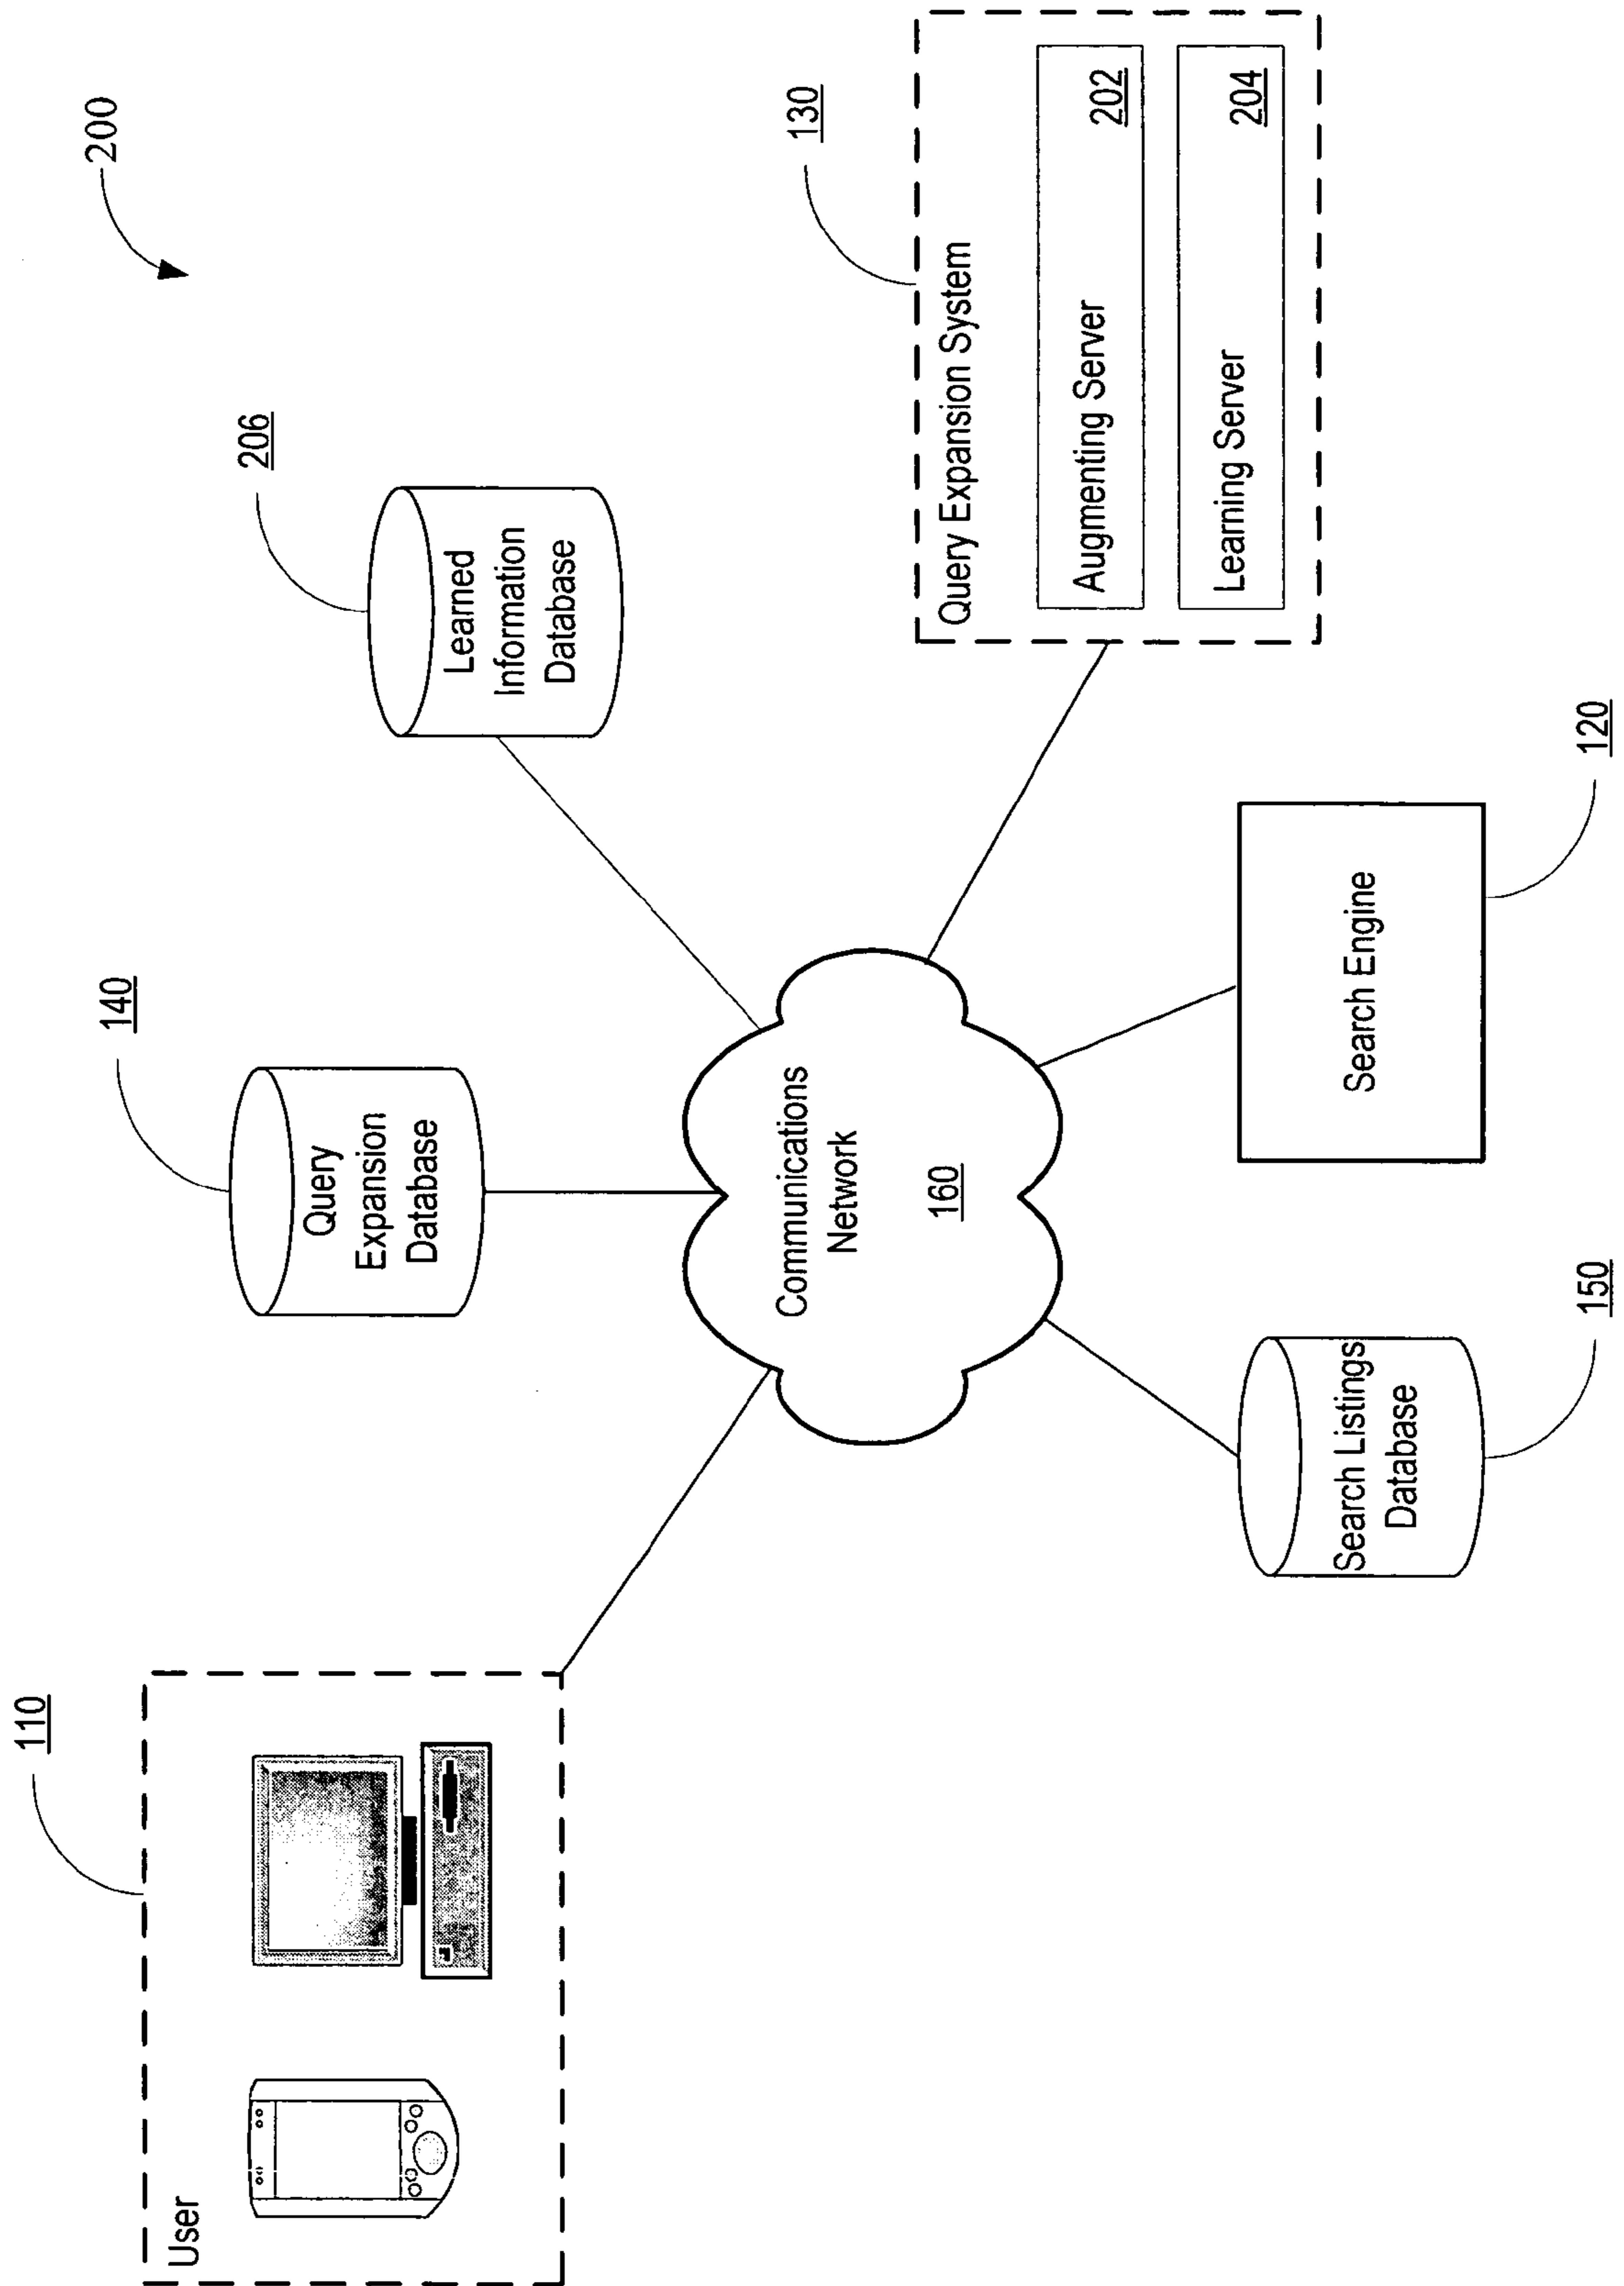 200
110
User
140
Query
Expansion
Database
206
Learned
Information
Database
Communications
Network
160
130
Query Expansion System
Augmenting Server 202
Learning Server 204
Search Listings
Database
150
Search Engine
120